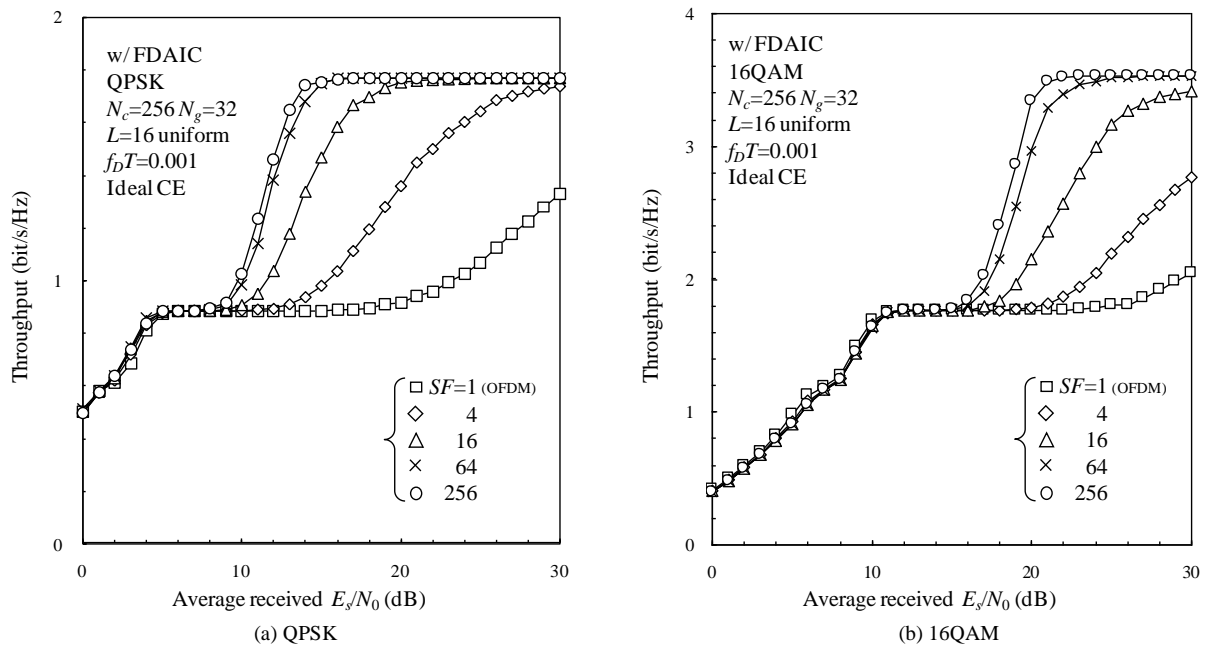 2
w/ FDAIC
QPSK
N_c=256 N_g=32
L=16 uniform
f_DT=0.001
Ideal CE
Throughput (bit/s/Hz)
1
SF=1 (OFDM)
4
16
64
256
0
0 10 20 30
Average received E_s/N_0 (dB)
(a) QPSK
4
w/ FDAIC
16QAM
N_c=256 N_g=32
L=16 uniform
f_DT=0.001
Ideal CE
3
Throughput (bit/s/Hz)
2
1
SF=1 (OFDM)
4
16
64
256
0
0 10 20 30
Average received E_s/N_0 (dB)
(b) 16QAM